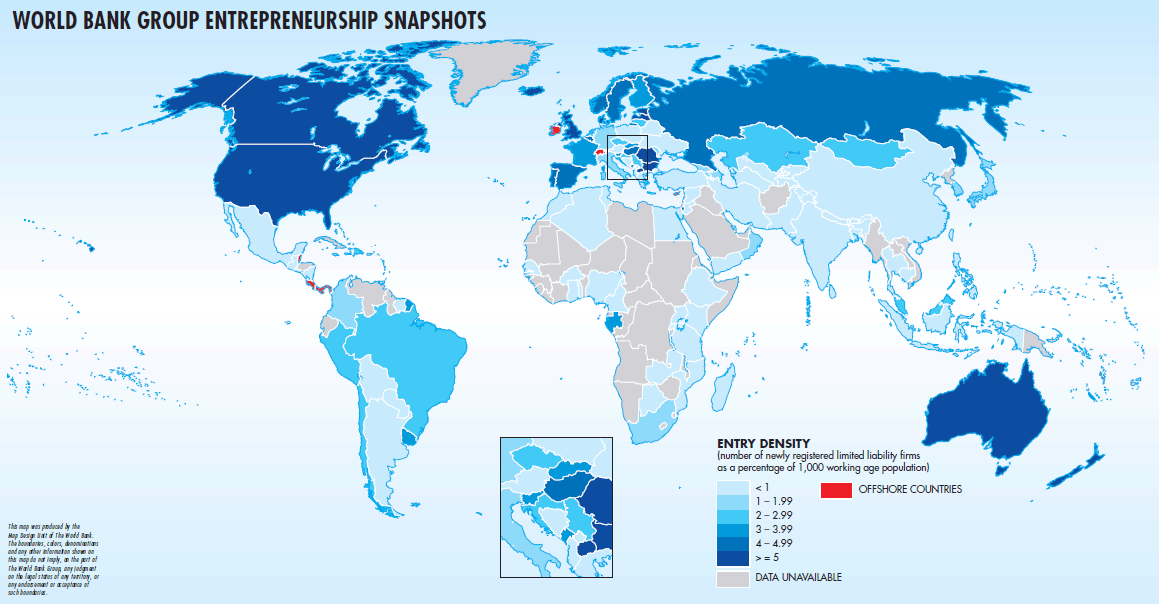 WORLD BANK GROUP ENTREPRENEURSHIP SNAPSHOTS
ENTRY DENSITY
(number of newly registered limited liability firms
as a percentage of 1,000 working age population)
< 1
1 – 1.99
2 – 2.99
3 – 3.99
4 – 4.99
> = 5
DATA UNAVAILABLE
OFFSHORE COUNTRIES
This map was produced by the
Map Design Unit of The World Bank.
The boundaries, colors, denominations
and any other information shown on
this map do not imply, on the part of
The World Bank Group, any judgment
on the legal status of any territory, or
any endorsement or acceptance of
such boundaries.